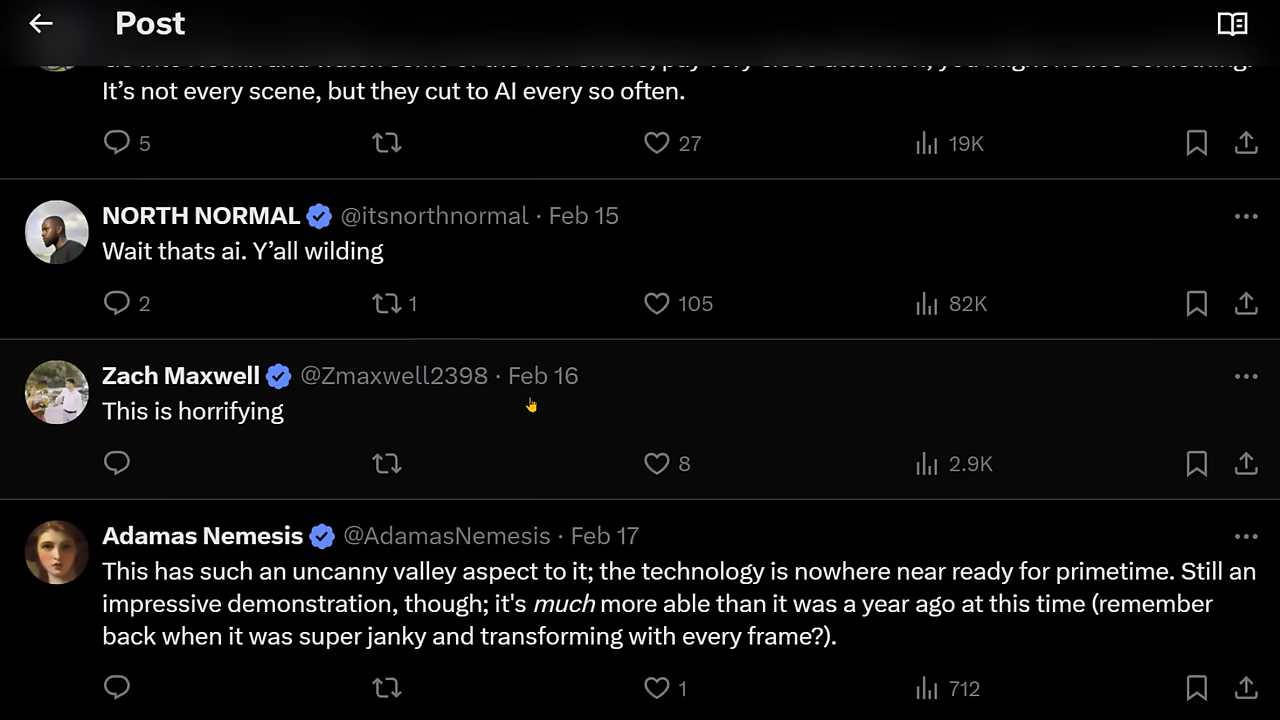 Post
It’s not every scene, but they cut to AI every so often.
5 27 19K
NORTH NORMAL @itsnorthnormal · Feb 15
Wait thats ai. Y’all wilding
2 1 105 82K
Zach Maxwell @Zmaxwell2398 · Feb 16
This is horrifying
8 2.9K
Adamas Nemesis @AdamasNemesis · Feb 17
This has such an uncanny valley aspect to it; the technology is nowhere near ready for primetime. Still an
impressive demonstration, though; it's much more able than it was a year ago at this time (remember
back when it was super janky and transforming with every frame?).
1 712